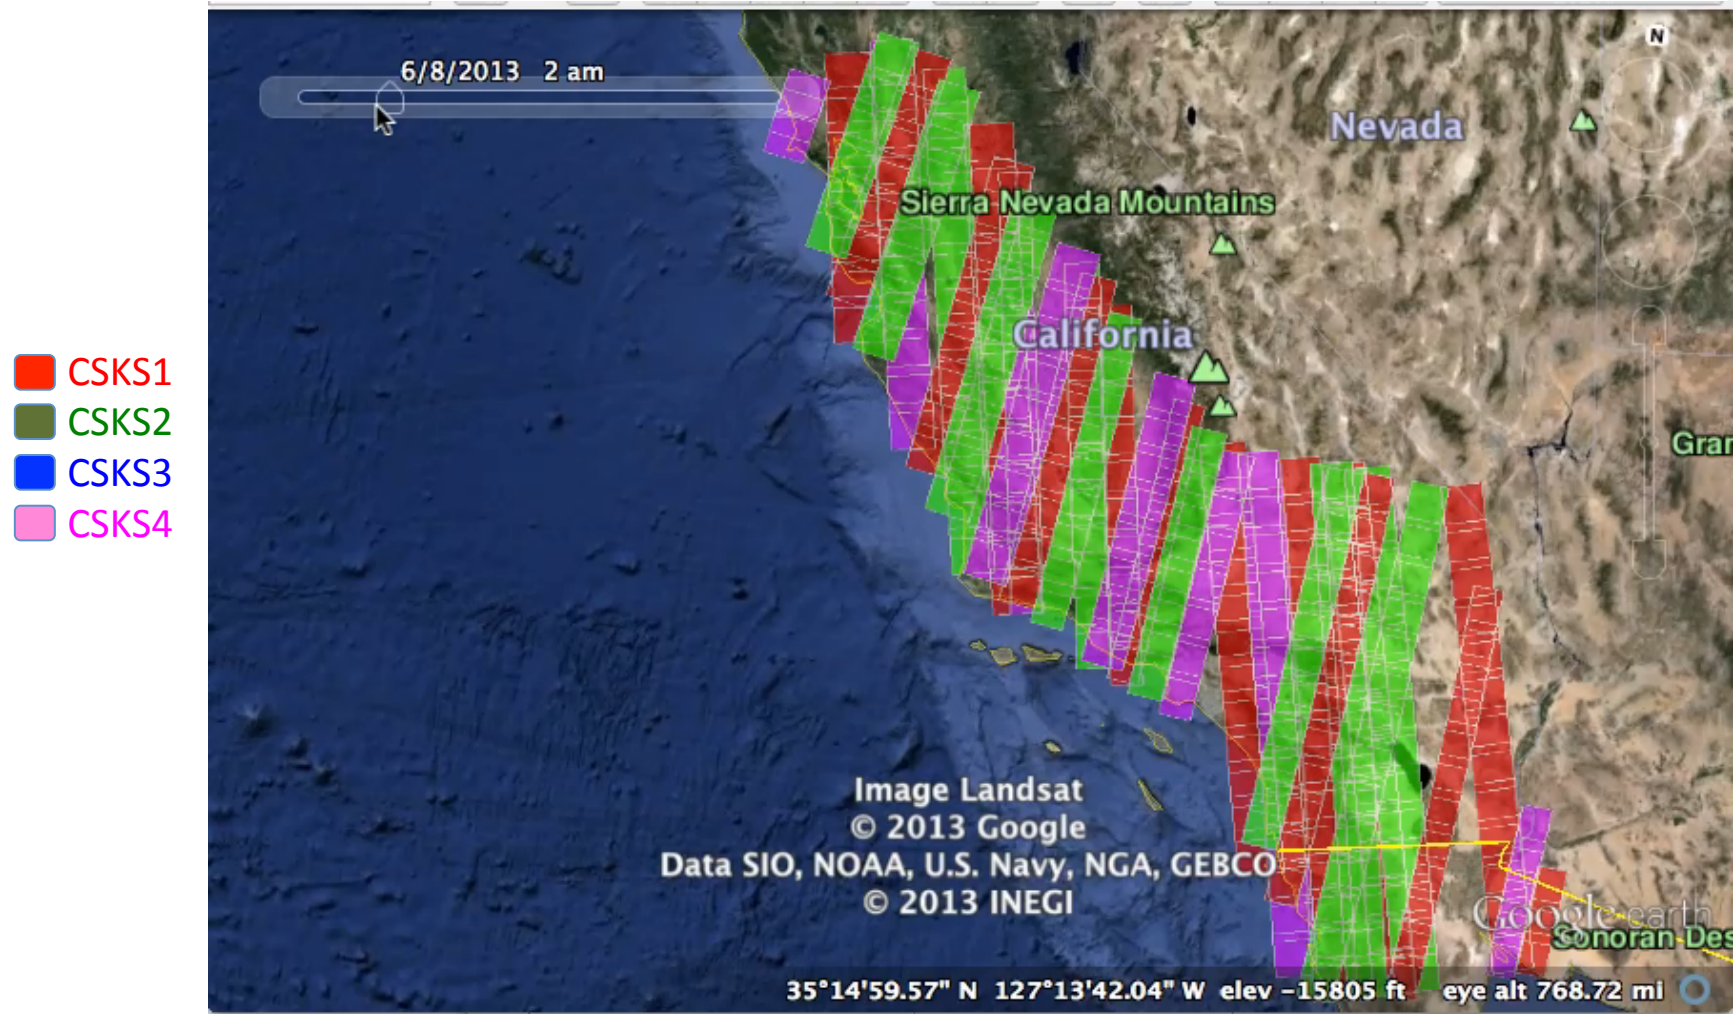 6/8/2013 2 am
N
Nevada
Sierra Nevada Mountains
California
CSKS1
CSKS2
CSKS3
CSKS4
Gran
Image Landsat
© 2013 Google
Data SIO, NOAA, U.S. Navy, NGA, GEBCO
© 2013 INEGI
Google earth
Sonoran Des
35°14'59.57" N 127°13'42.04" W elev -15805 ft eye alt 768.72 mi